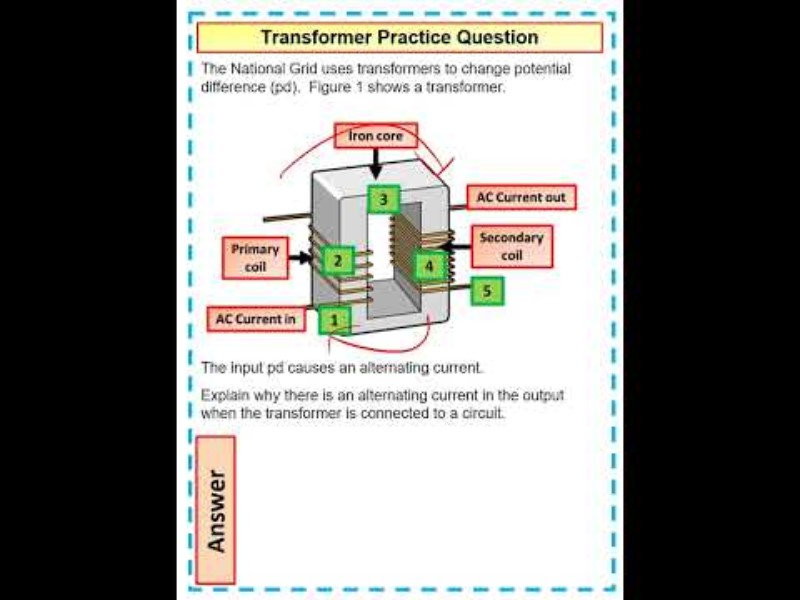 Transformer Practice Question
The National Grid uses transformers to change potential
difference (pd). Figure 1 shows a transformer.
Iron core
3
AC Current out
Primary
coil
2
Secondary
coil
4
5
AC Current in
1
The input pd causes an alternating current.
Explain why there is an alternating current in the output
when the transformer is connected to a circuit.
Answer